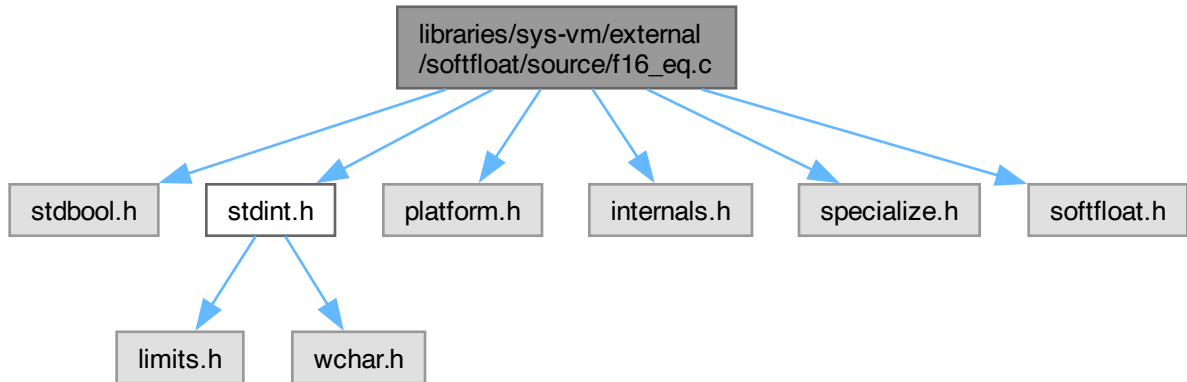 libraries/sys-vm/external
/softfloat/source/f16_eq.c
stdbool.h
stdint.h
platform.h
internals.h
specialize.h
softfloat.h
limits.h
wchar.h